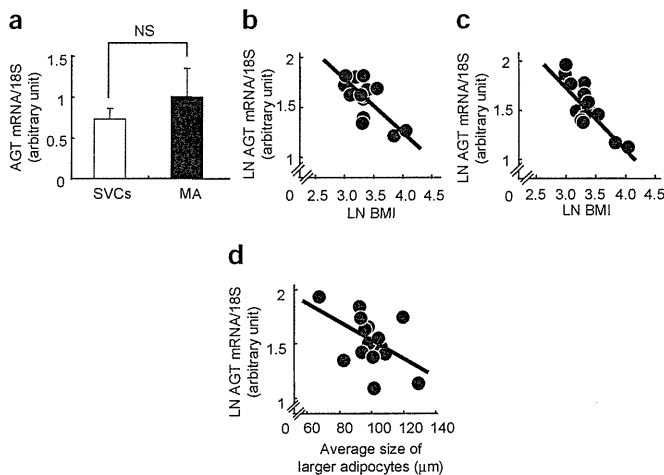 a
NS
AGT mRNA/18S
(arbitrary unit)
1.5
1
0.5
0
SVCs
MA
b
LN AGT mRNA/18S
(arbitrary unit)
2
1.5
1
0
2.5
3.0
3.5
4.0
4.5
LN BMI
c
LN AGT mRNA/18S
(arbitrary unit)
2
1.5
1
0
2.5
3.0
3.5
4.0
4.5
LN BMI
d
LN AGT mRNA/18S
(arbitrary unit)
2
1.5
1
0
60
80
100
120
140
Average size of
larger adipocytes (µm)